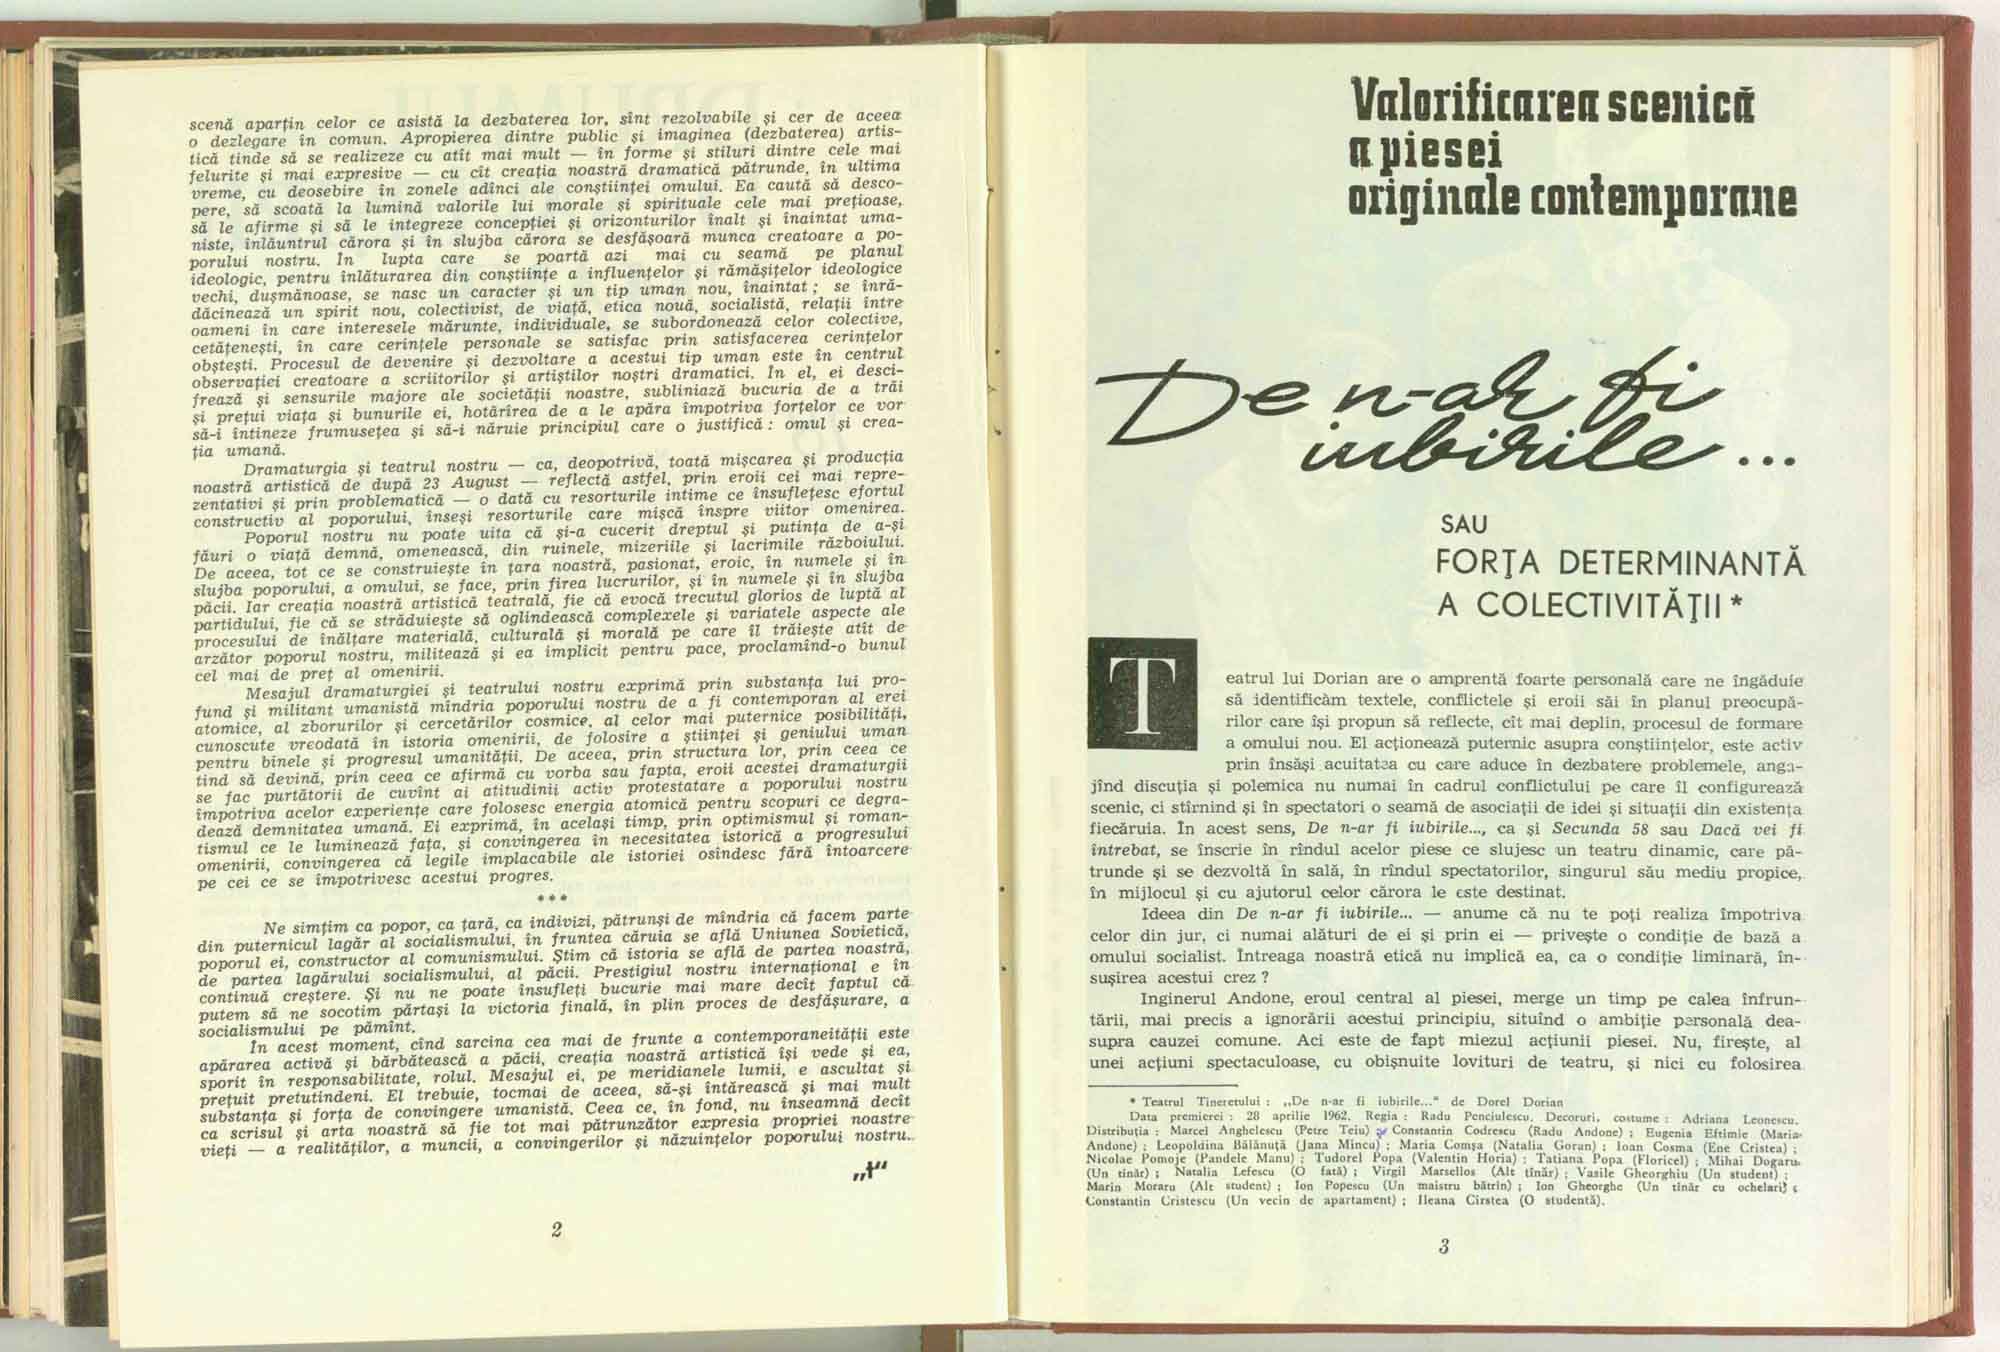 scenă aparțin celor ce asistă la dezbaterea lor, sînt rezolvabile și cer de aceea
o dezlegare în comun. Apropierea dintre public și imaginea (dezbaterea) artis-
tică tinde să se realizeze cu atît mai mult — în forme și stiluri dintre cele mai
felurite și mai expresive — cu cît creația noastră dramatică pătrunde, în ultima
vreme, cu deosebire în zonele adînci ale conștiinței omului. Ea caută să desco-
pere, să scoată la lumină valorile lui morale și spirituale cele mai prețioase,
să le afirme și să le integreze concepției și orizonturilor înalt și înaintat uma-
niste, înlăuntrul cărora și în slujba cărora se desfășoară munca creatoare a po-
porului nostru. În lupta care se poartă azi mai cu seamă pe planul
ideologic, pentru înlăturarea din conștiințe a influențelor și rămășițelor ideologice
vechi, dușmănoase, se nasc un caracter și un tip uman nou, înaintat ; se înră-
dăcinează un spirit nou, colectivist, de viață, etica nouă, socialistă, relații între
oameni în care interesele mărunte, individuale, se subordonează celor colective,
cetățenești, în care cerințele personale se satisfac prin satisfacerea cerințelor
obștești. Procesul de devenire și dezvoltare a acestui tip uman este în centrul
observației creatoare a scriitorilor și artiștilor noștri dramatici. În el, ei desci-
frează și sensurile majore ale societății noastre, subliniază bucuria de a trăi
și prețui viața și bunurile ei, hotărîrea de a le apăra împotriva forțelor ce vor
să-i întineze frumusețea și să-i năruie principiul care o justifică : omul și crea-
ția umană.
Dramaturgia și teatrul nostru — ca, deopotrivă, toată mișcarea și producția
noastră artistică de după 23 August — reflectă astfel, prin eroii cei mai repre-
zentativi și prin problematică — o dată cu resorturile intime ce însuflețesc efortul
constructiv al poporului, înseși resorturile care mișcă înspre viitor omenirea.
Poporul nostru nu poate uita că și-a cucerit dreptul și putința de a-și
făuri o viață demnă, omenească, din ruinele, mizeriile și lacrimile războiului.
De aceea, tot ce se construiește în țara noastră, pasionat, eroic, în numele și în
slujba poporului, a omului, se face, prin firea lucrurilor, și în numele și în slujba
păcii. Iar creația noastră artistică teatrală, fie că evocă trecutul glorios de luptă al
partidului, fie că se străduiește să oglindească complexele și variatele aspecte ale
procesului de înălțare materială, culturală și morală pe care îl trăiește atît de
arzător poporul nostru, militează și ea implicit pentru pace, proclamînd-o bunul
cel mai de preț al omenirii.
Mesajul dramaturgiei și teatrului nostru exprimă prin substanța lui pro-
fund și militant umanistă mîndria poporului nostru de a fi contemporan al erei
atomice, al zborurilor și cercetărilor cosmice, al celor mai puternice posibilități,
cunoscute vreodată în istoria omenirii, de folosire a științei și geniului uman
pentru binele și progresul umanității. De aceea, prin structura lor, prin ceea ce
tind să devină, prin ceea ce afirmă cu vorba sau fapta, eroii acestei dramaturgii
se fac purtătorii de cuvînt ai atitudinii activ protestatare a poporului nostru
împotriva acelor experiențe care folosesc energia atomică pentru scopuri ce degra-
dează demnitatea umană. Ei exprimă, în același timp, prin optimismul și roman-
tismul ce le luminează fața, și convingerea în necesitatea istorică a progresului
omenirii, convingerea că legile implacabile ale istoriei osîndesc fără întoarcere
pe cei ce se împotrivesc acestui progres.
***
Ne simțim ca popor, ca țară, ca indivizi, pătrunși de mîndria că facem parte
din puternicul lagăr al socialismului, în fruntea căruia se află Uniunea Sovietică,
poporul ei, constructor al comunismului. Știm că istoria se află de partea noastră,
de partea lagărului socialismului, al păcii. Prestigiul nostru internațional e în
continuă creștere. Și nu ne poate însufleți bucurie mai mare decît faptul că
putem să ne socotim părtași la victoria finală, în plin proces de desfășurare, a
socialismului pe pămînt.
În acest moment, cînd sarcina cea mai de frunte a contemporaneității este
apărarea activă și bărbătească a păcii, creația noastră artistică își vede și ea,
sporit în responsabilitate, rolul. Mesajul ei, pe meridianele lumii, e ascultat și
prețuit pretutindeni. El trebuie, tocmai de aceea, să-și întărească și mai mult
substanța și forța de convingere umanistă. Ceea ce, în fond, nu înseamnă decît
ca scrisul și arta noastră să fie tot mai pătrunzător expresia propriei noastre
vieți — a realităților, a muncii, a convingerilor și năzuințelor poporului nostru.
„t"
2
Valorificarea scenică
a piesei
originale contemporane
De n-ar fi
iubirile...
SAU
FORȚA DETERMINANTĂ
A COLECTIVITĂȚII*
Teatrul lui Dorian are o amprentă foarte personală care ne îngăduie
să identificăm textele, conflictele și eroii săi în planul preocupă-
rilor care își propun să reflecte, cît mai deplin, procesul de formare
a omului nou. El acționează puternic asupra conștiințelor, este activ
prin însăși acuitatea cu care aduce în dezbatere problemele, anga-
jînd discuția și polemica nu numai în cadrul conflictului pe care îl configurează
scenic, ci stîrnind și în spectatori o seamă de asociații de idei și situații din existența
fiecăruia. În acest sens, De n-ar fi iubirile..., ca și Secunda 58 sau Dacă vei fi
întrebat, se înscrie în rîndul acelor piese ce slujesc un teatru dinamic, care pă-
trunde și se dezvoltă în sală, în rîndul spectatorilor, singurul său mediu propice,
în mijlocul și cu ajutorul celor cărora le este destinat.
Ideea din De n-ar fi iubirile... — anume că nu te poți realiza împotriva
celor din jur, ci numai alături de ei și prin ei — privește o condiție de bază a
omului socialist. Întreaga noastră etică nu implică ea, ca o condiție liminară, în-
sușirea acestui crez ?
Inginerul Andone, eroul central al piesei, merge un timp pe calea înfrun-
tării, mai precis a ignorării acestui principiu, situînd o ambiție personală dea-
supra cauzei comune. Aci este de fapt miezul acțiunii piesei. Nu, firește, al
unei acțiuni spectaculoase, cu obișnuite lovituri de teatru, și nici cu folosirea
* Teatrul Tineretului : „De n-ar fi iubirile..." de Dorel Dorian
Data premierei : 28 aprilie 1962. Regia : Radu Penciulescu. Decoruri, costume : Adriana Leonescu.
Distribuția : Marcel Anghelescu (Petre Teiu) ; Constantin Codrescu (Radu Andone) ; Eugenia Eftimie (Maria
Andone) ; Leopoldina Bălănuță (Jana Mincu) ; Maria Comșa (Natalia Goran) ; Ioan Cosma (Ene Cristea) ;
Nicolae Pomoje (Pandele Manu) ; Tudorel Popa (Valentin Horia) ; Tatiana Popa (Floricel) ; Mihai Dogaru
(Un tînăr) ; Natalia Lefescu (O fată) ; Virgil Marsellos (Alt tînăr) ; Vasile Gheorghiu (Un student) ;
Marin Moraru (Alt student) ; Ion Popescu (Un maistru bătrîn) ; Ion Gheorghe (Un tînăr cu ochelari) ;
Constantin Cristescu (Un vecin de apartament) ; Ileana Cîrstea (O studentă).
3